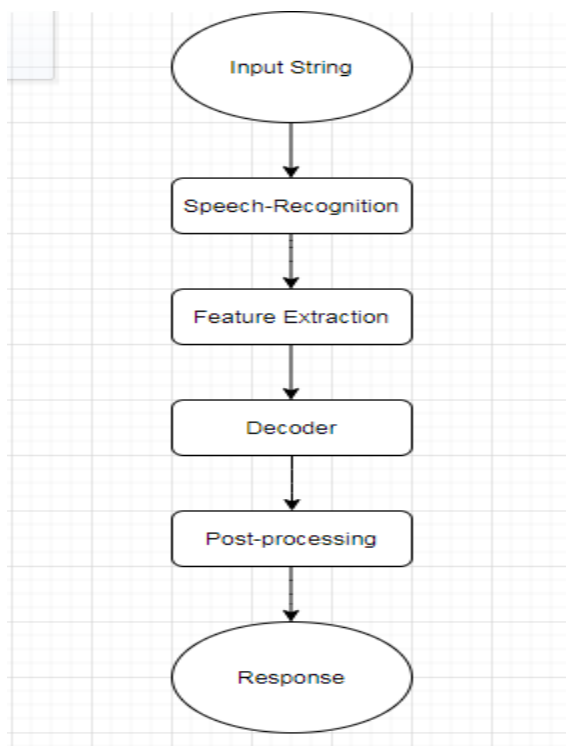 Input String
Speech-Recognition
Feature Extraction
Decoder
Post-processing
Response